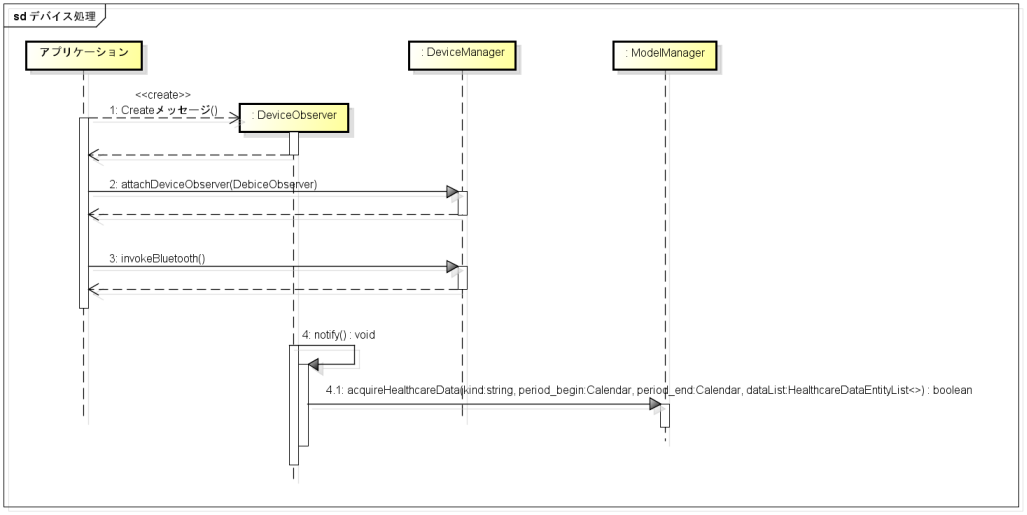 sd デバイス処理
アプリケーション
: DeviceManager
: ModelManager
<<create>>
1: Createメッセージ()
: DeviceObserver
2: attachDeviceObserver(DebiceObserver)
3: invokeBluetooth()
4: notify() : void
4.1: acquireHealthcareData(kind:string, period_begin:Calendar, period_end:Calendar, dataList:HealthcareDataEntityList<>) : boolean